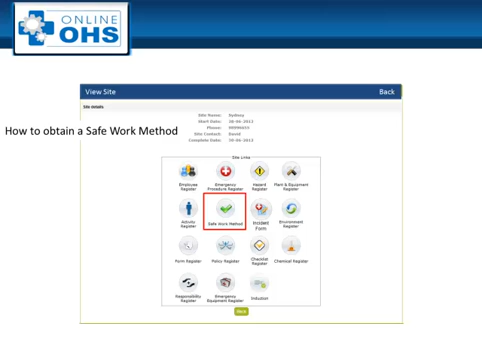 ONLINE
OHS
View Site
Back
Site details
How to obtain a Safe Work Method
Site Name: Sydney
Start Date: 28-06-2012
Phone: 99996655
Site Contact: David
Complete Date: 30-06-2012
Site Links
Employee Register
Emergency Procedure Register
Hazard Register
Plant & Equipment Register
Activity Register
Safe Work Method
Incident Form
Environment Register
Form Register
Policy Register
Checklist Register
Chemical Register
Responsibility Register
Emergency Equipment Register
Induction